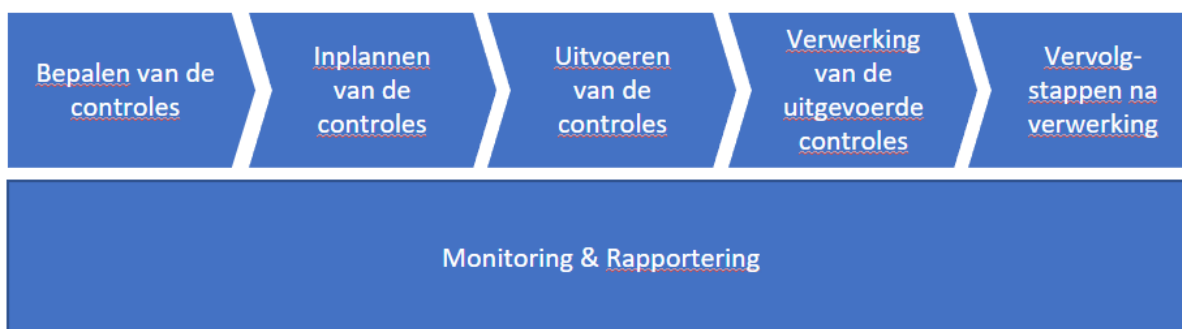 Bepalen van de
controles
Inplannen
van de
controles
Uitvoeren
van de
controles
Verwerking
van de
uitgevoerde
controles
Vervolg-
stappen na
verwerking
Monitoring & Rapportering